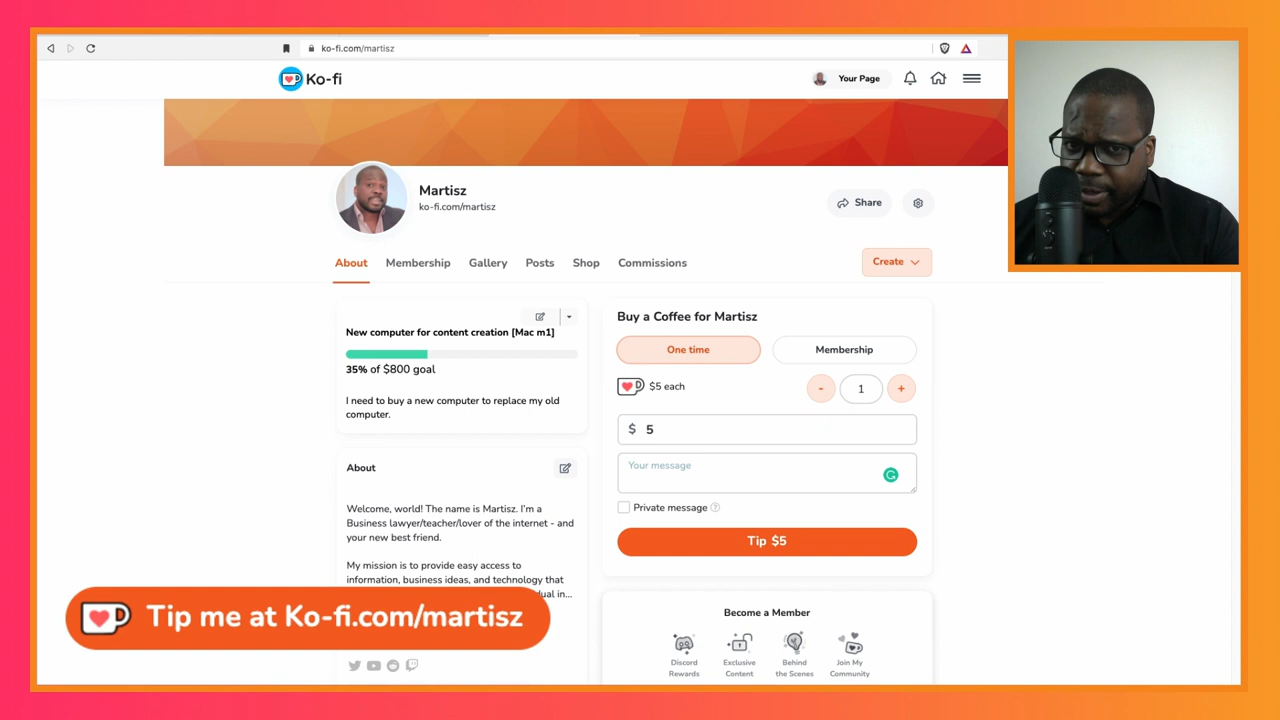 ko-fi.com/martisz
Ko-fi
Your Page
Martisz
ko-fi.com/martisz
Share
About Membership Gallery Posts Shop Commissions
Create
New computer for content creation [Mac m1]
35% of $800 goal
I need to buy a new computer to replace my old
computer.
About
Welcome, world! The name is Martisz. I'm a
Business lawyer/teacher/lover of the internet - and
your new best friend.
My mission is to provide easy access to
information, business ideas, and technology that
dual in...
Buy a Coffee for Martisz
One time Membership
$5 each
- 1 +
$ 5
Your message
Private message ?
Tip $5
Become a Member
Discord
Rewards
Exclusive
Content
Behind
the Scenes
Join My
Community
Tip me at Ko-fi.com/martisz